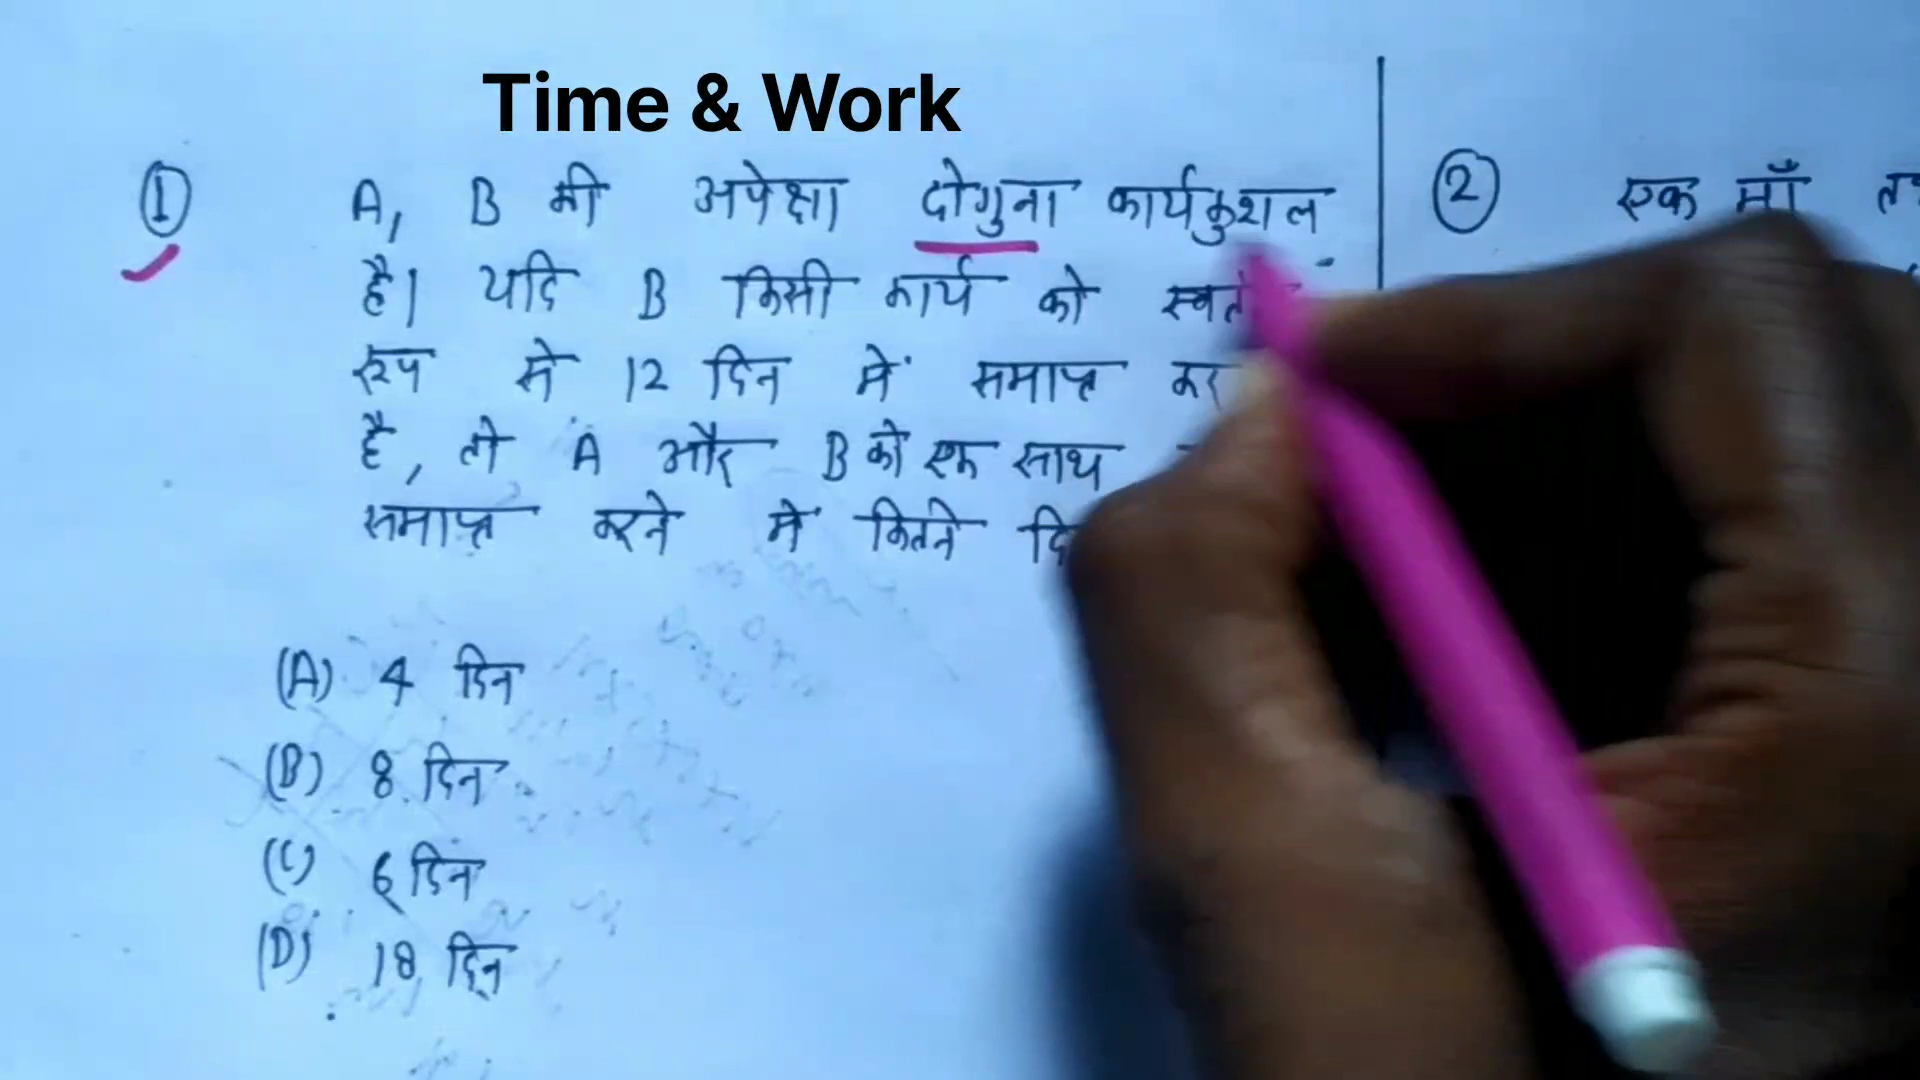 Time & Work
① A, B की अपेक्षा दोगुना कार्यकुशल
है। यदि B किसी कार्य को
रूप से 12 दिन में समाप्त कर
है, तो A और B को एक साथ
समाप्त करने में कितने
(A) 4 दिन
(B) 8 दिन
(C) 6 दिन
(D) 18 दिन
② एक माँ